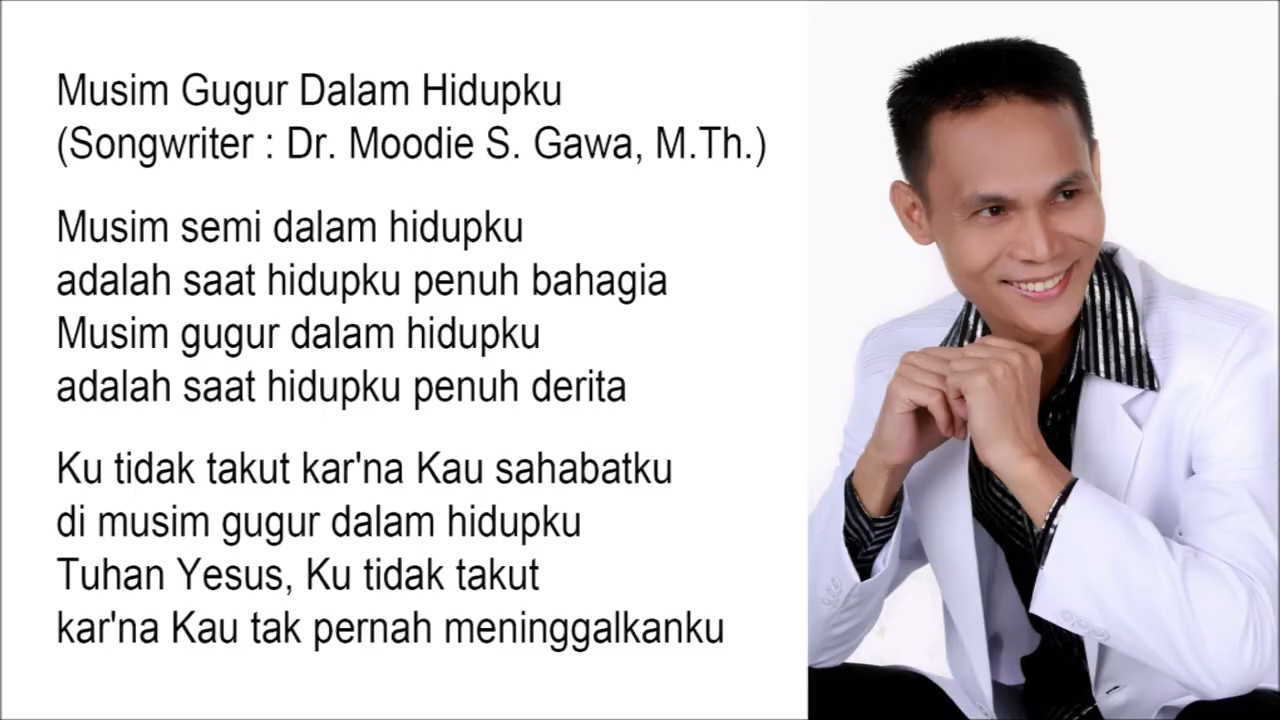 Musim Gugur Dalam Hidupku
(Songwriter : Dr. Moodie S. Gawa, M.Th.)
Musim semi dalam hidupku
adalah saat hidupku penuh bahagia
Musim gugur dalam hidupku
adalah saat hidupku penuh derita
Ku tidak takut kar'na Kau sahabatku
di musim gugur dalam hidupku
Tuhan Yesus, Ku tidak takut
kar'na Kau tak pernah meninggalkanku